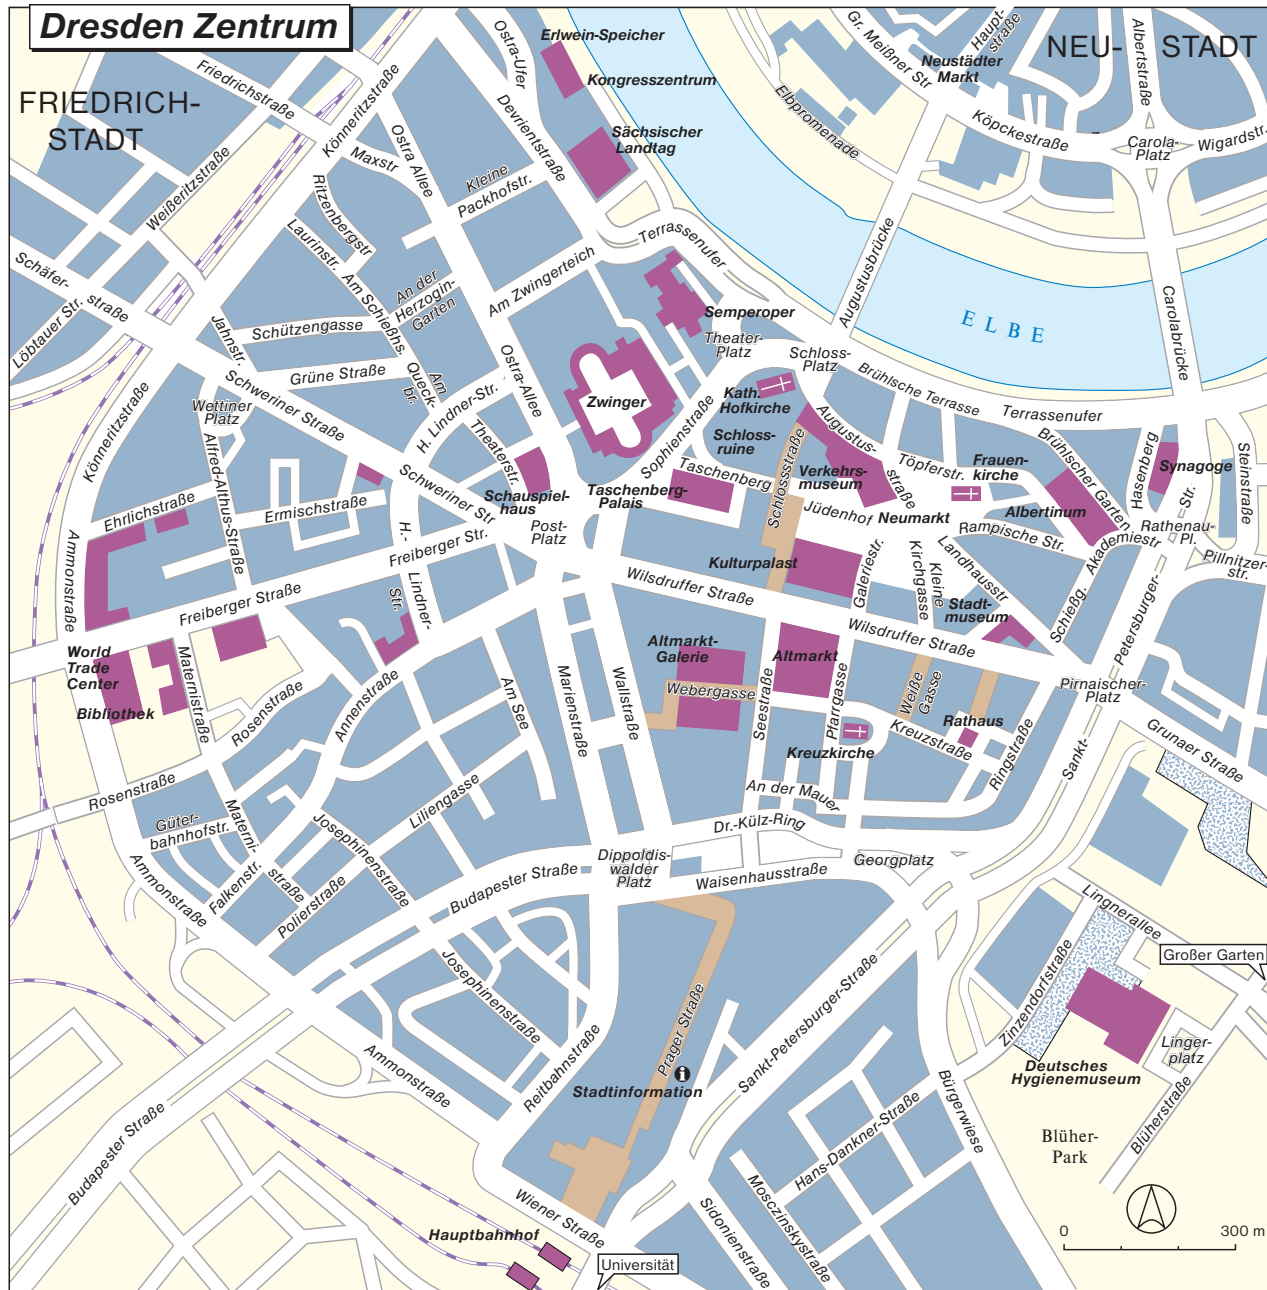 Dresden Zentrum
FRIEDRICH-
STADT
NEU-
STADT
Friedrichstraße
Könneritzstraße
Weißeritzstraße
Maxstr
Ostra Allee
Ostra-Ufer
Devrientstraße
Erlwein-Speicher
Kongresszentrum
Sächsischer
Landtag
Gr. Meißner Str
Neustädter
Markt
Haupt-
straße
Albertstraße
Elbpromenade
Köpckestraße
Carola-
Platz
Wigardstr.
Kleine
Packhofstr.
Ritzenbergstr
Laurinstr.
Am Schießhs.
An der
Herzogin-
Garten
Am Zwingerteich
Terrassenufer
Augustusbrücke
Carolabrücke
ELBE
Schäfer-
straße
Löbtauer Str.
Jahnstr.
Schützengasse
Grüne Straße
Schweriner Straße
Wettiner
Platz
Queck-
br.
Am
H. Lindner-Str.
Theaterstr.
Ostra-Allee
Zwinger
Semperoper
Theater-
Platz
Schloss-
Platz
Kath.
Hofkirche
Schloss-
ruine
Sophienstraße
Brühlsche Terrasse
Terrassenufer
Brühlscher Garten
Hasenberg
Synagoge
Steinstraße
Könneritzstraße
Alfred-Althus-Straße
Ehrlichstraße
Ermischstraße
Schweriner Str
Schauspiel-
haus
Post-
Platz
Taschenberg-
Palais
Taschenberg
Schlossstraße
Augustus-
straße
Verkehrs-
museum
Jüdenhof
Neumarkt
Töpferstr.
Frauen-
kirche
Albertinum
Rampische Str.
Akademiestr
Rathenau-
Pl.
Str.
Pillnitzer-
str.
Ammonstraße
Freiberger Straße
Freiberger Str.
H.-
Lindner-
Str.
Kulturpalast
Galeriestr.
Kleine
Kirchgasse
Landhausstr
Stadt-
museum
Schießg.
Petersburger-
Wilsdruffer Straße
Wilsdruffer Straße
World
Trade
Center
Bibliothek
Maternistraße
Rosenstraße
Annenstraße
Am See
Marienstraße
Wallstraße
Altmarkt-
Galerie
Webergasse
Altmarkt
Seestraße
Pfarrgasse
Weiße
Gasse
Kreuzkirche
Kreuzstraße
Rathaus
Ringstraße
Pirnaischer-
Platz
Sankt-
Grunaer Straße
Rosenstraße
Güter-
bahnhofstr.
Materni-
straße
Falkenstr.
Polierstraße
Josephinenstraße
Liliengasse
Ammonstraße
Budapester Straße
Dippoldis-
walder
Platz
An der Mauer
Dr.-Külz-Ring
Waisenhausstraße
Georgplatz
Lingnerallee
Großer Garten
Zinzendorfstraße
Josephinenstraße
Reitbahnstraße
Prager Straße
Sankt-Petersburger-Straße
Stadtinformation
i
Ammonstraße
Budapester Straße
Bürgerwiese
Hans-Dankner-Straße
Deutsches
Hygienemuseum
Linger-
platz
Blüherstraße
Blüher-
Park
Mosczinskystraße
Sidonienstraße
Wiener Straße
Hauptbahnhof
Universität
0
300 m